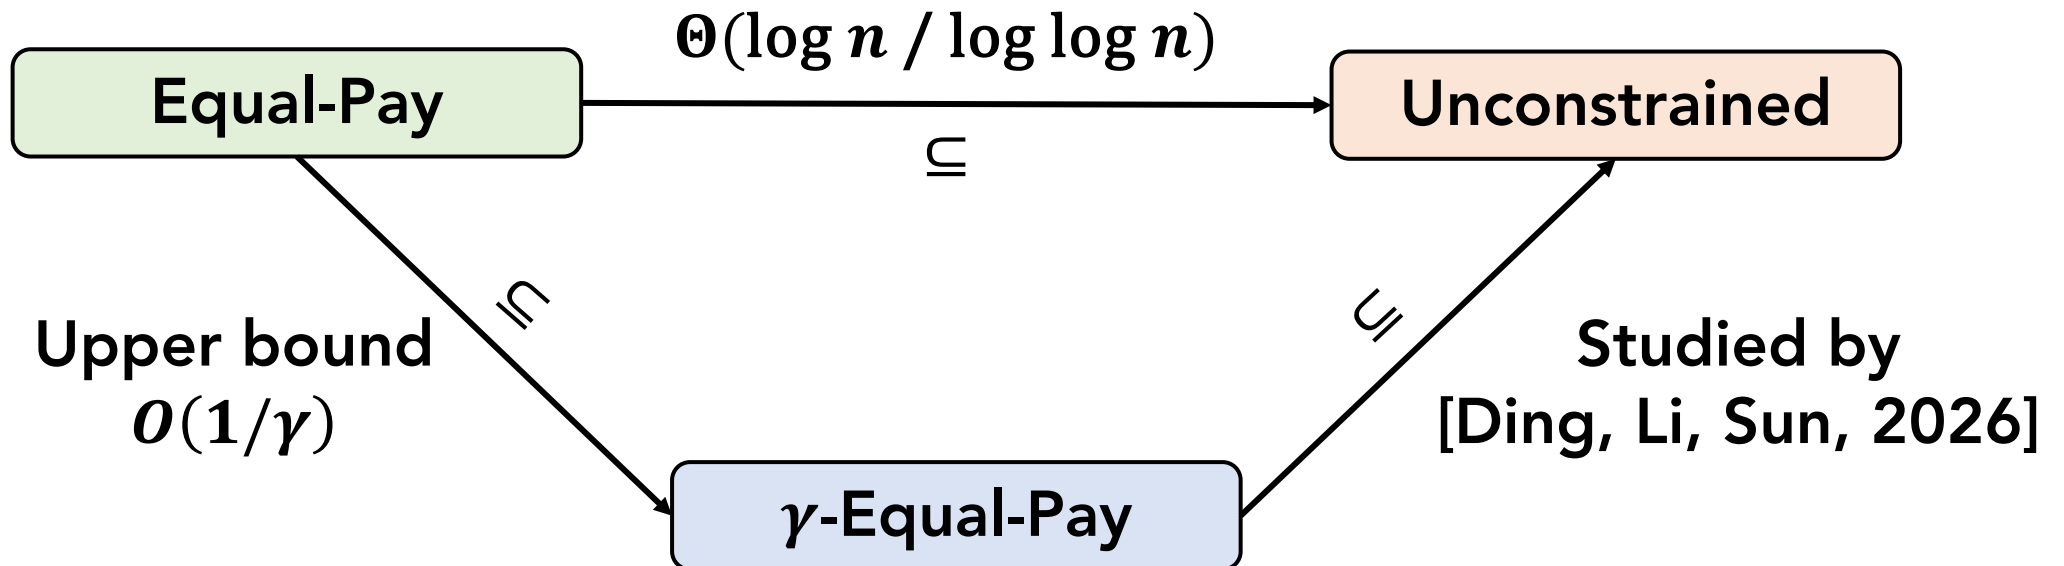 Θ(log n / log log n)
Equal-Pay
Unconstrained
⊆
⊆
⊆
Upper bound
O(1/γ)
Studied by
[Ding, Li, Sun, 2026]
γ-Equal-Pay